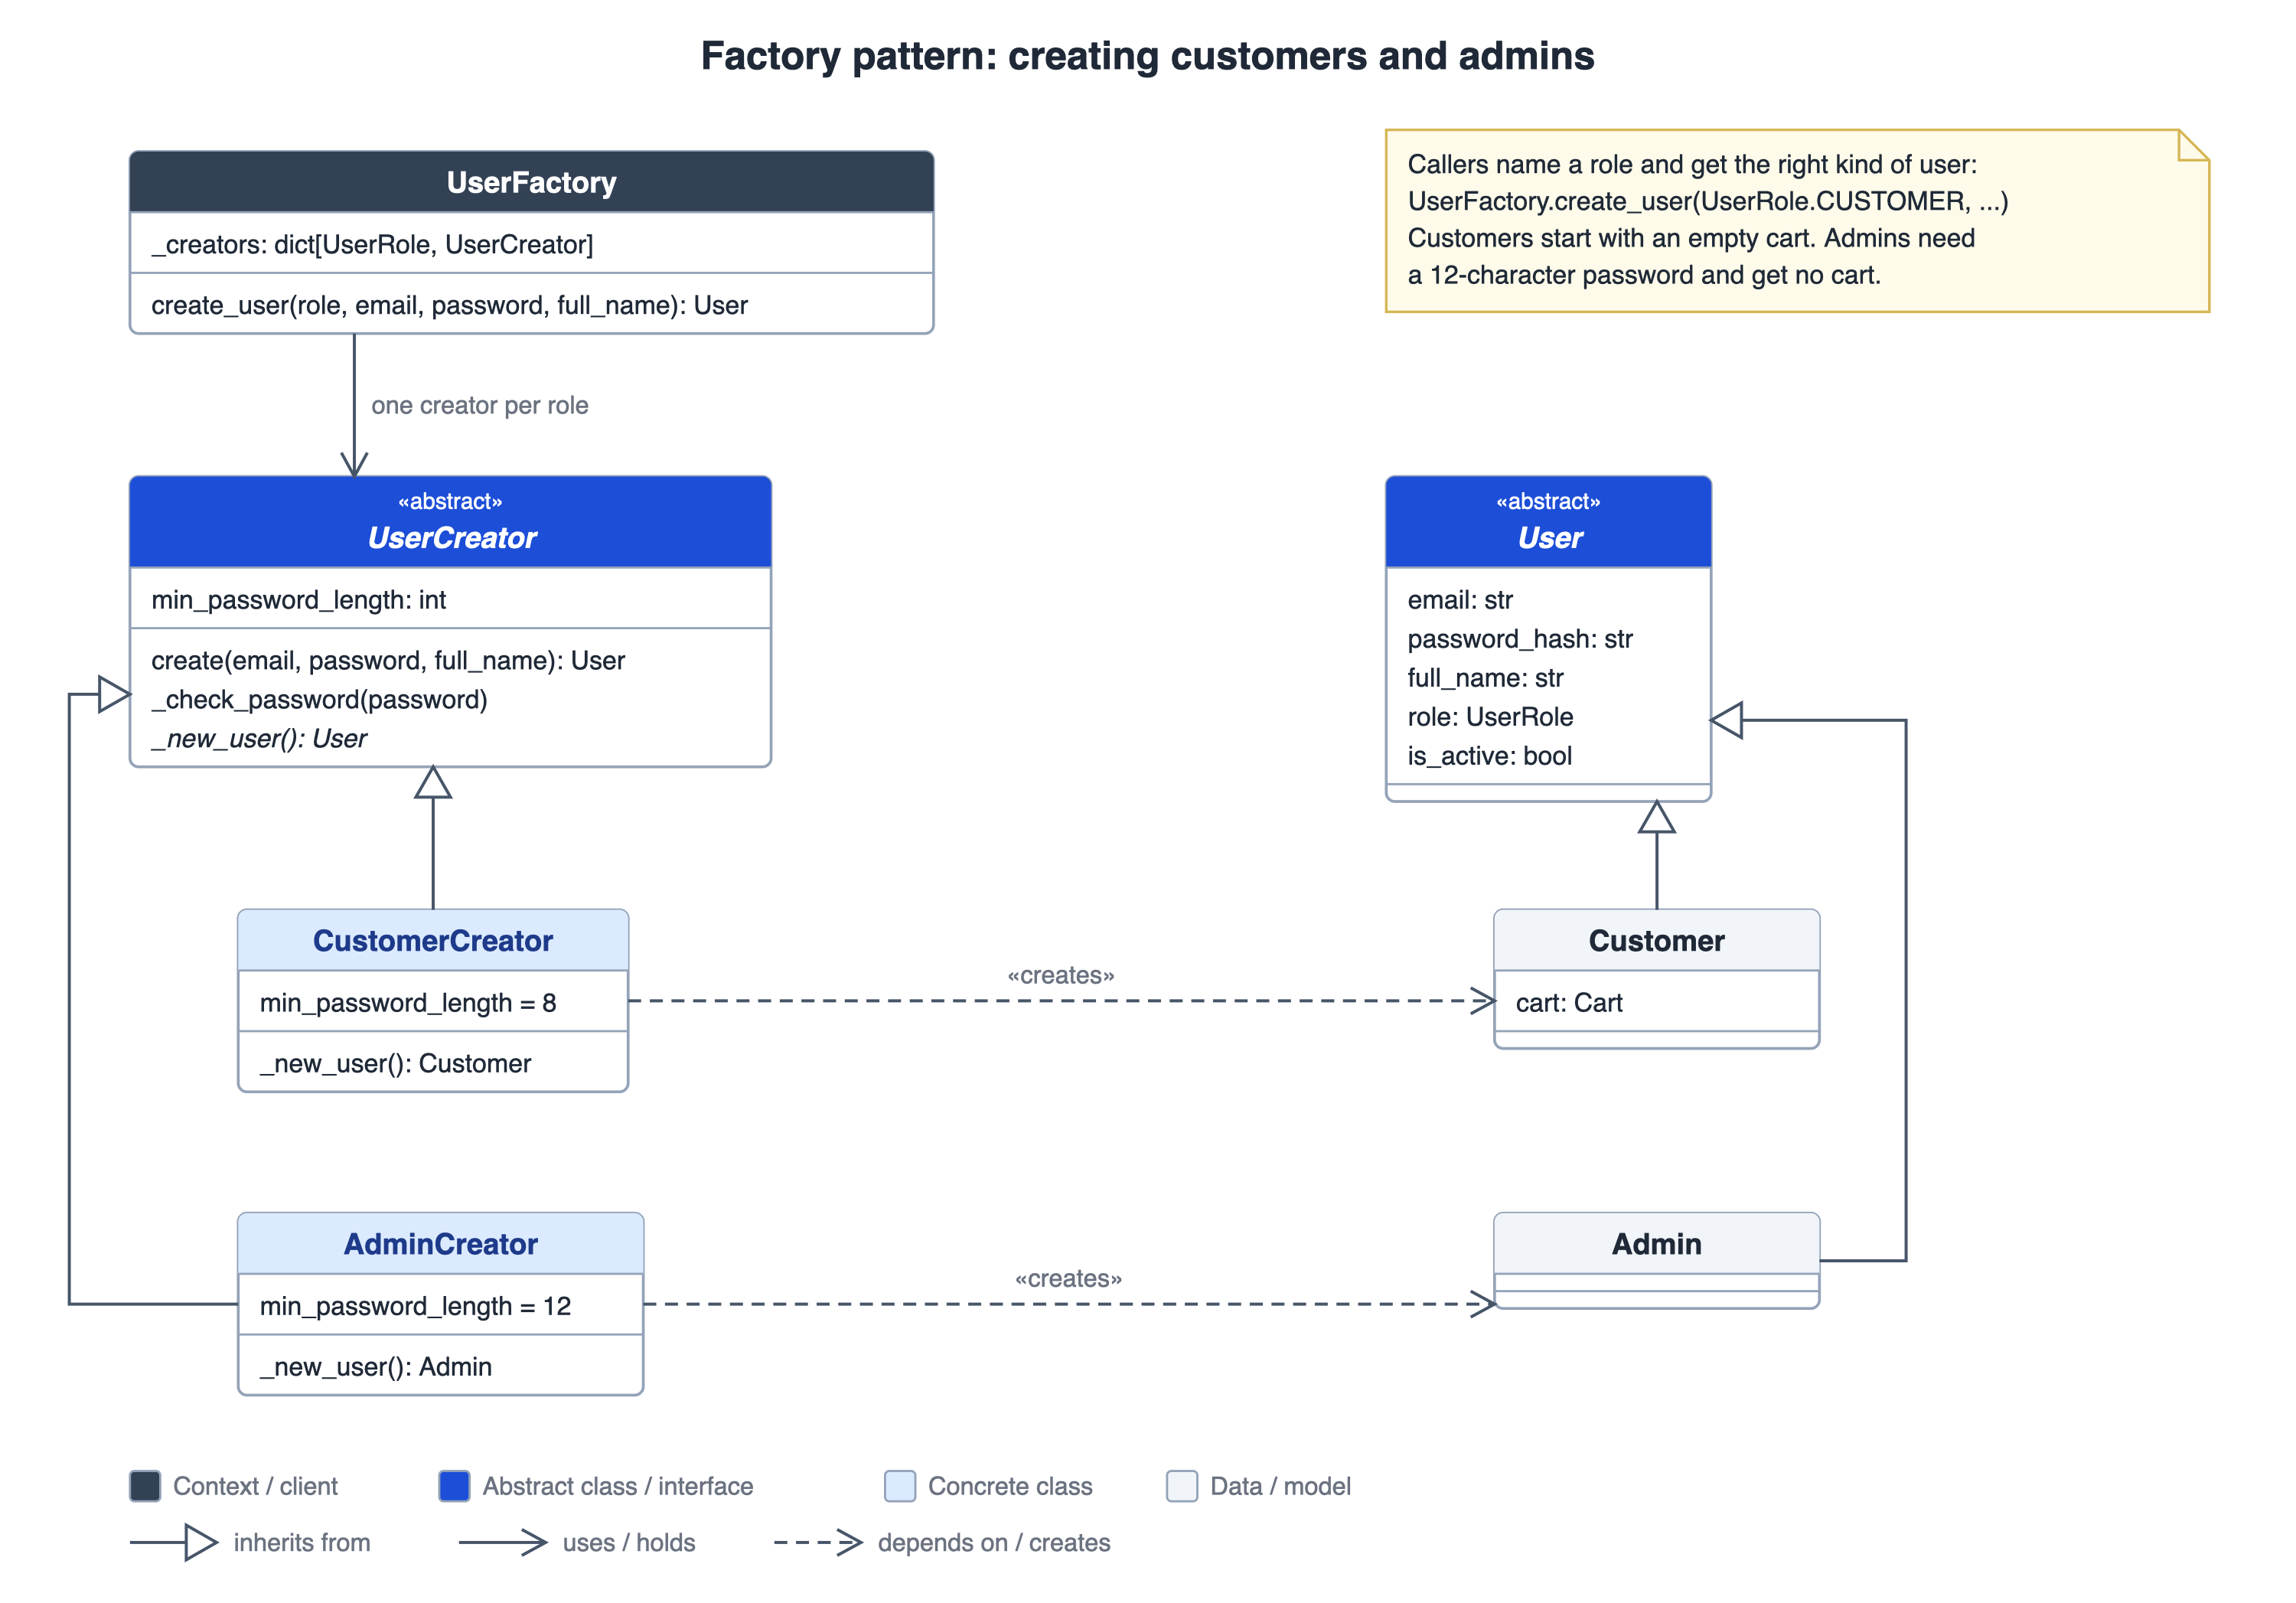 Factory pattern: creating customers and admins
UserFactory
_creators: dict[UserRole, UserCreator]
create_user(role, email, password, full_name): User
Callers name a role and get the right kind of user:
UserFactory.create_user(UserRole.CUSTOMER, ...)
Customers start with an empty cart. Admins need
a 12-character password and get no cart.
one creator per role
«abstract»
UserCreator
min_password_length: int
create(email, password, full_name): User
_check_password(password)
_new_user(): User
«abstract»
User
email: str
password_hash: str
full_name: str
role: UserRole
is_active: bool
CustomerCreator
min_password_length = 8
_new_user(): Customer
«creates»
Customer
cart: Cart
AdminCreator
min_password_length = 12
_new_user(): Admin
«creates»
Admin
Context / client
Abstract class / interface
Concrete class
Data / model
inherits from
uses / holds
depends on / creates